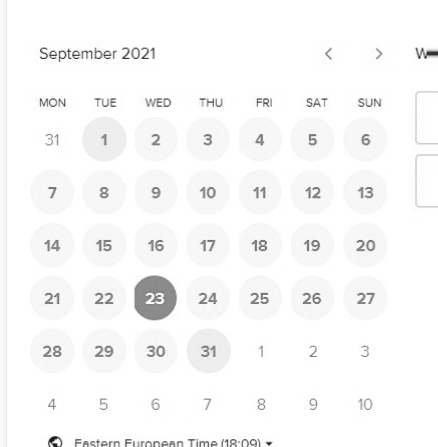 September 2021 < >
MON TUE WED THU FRI SAT SUN
31 1 2 3 4 5 6
7 8 9 10 11 12 13
14 15 16 17 18 19 20
21 22 23 24 25 26 27
28 29 30 31 1 2 3
4 5 6 7 8 9 10
Eastern European Time (18:09)